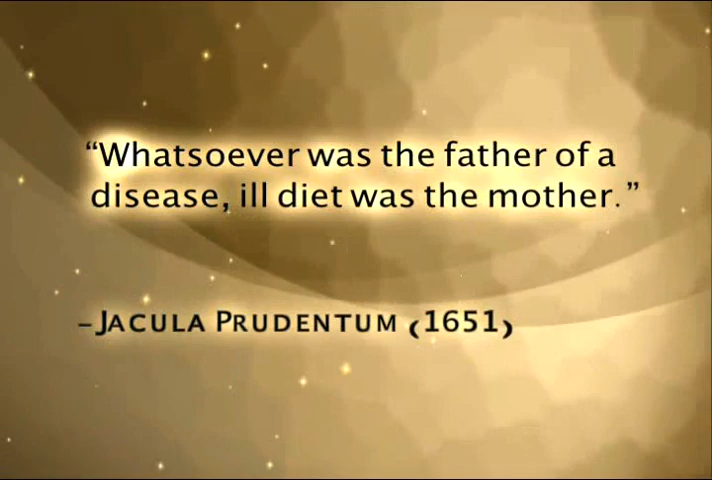 “Whatsoever was the father of a
disease, ill diet was the mother.”
–JACULA PRUDENTUM (1651)